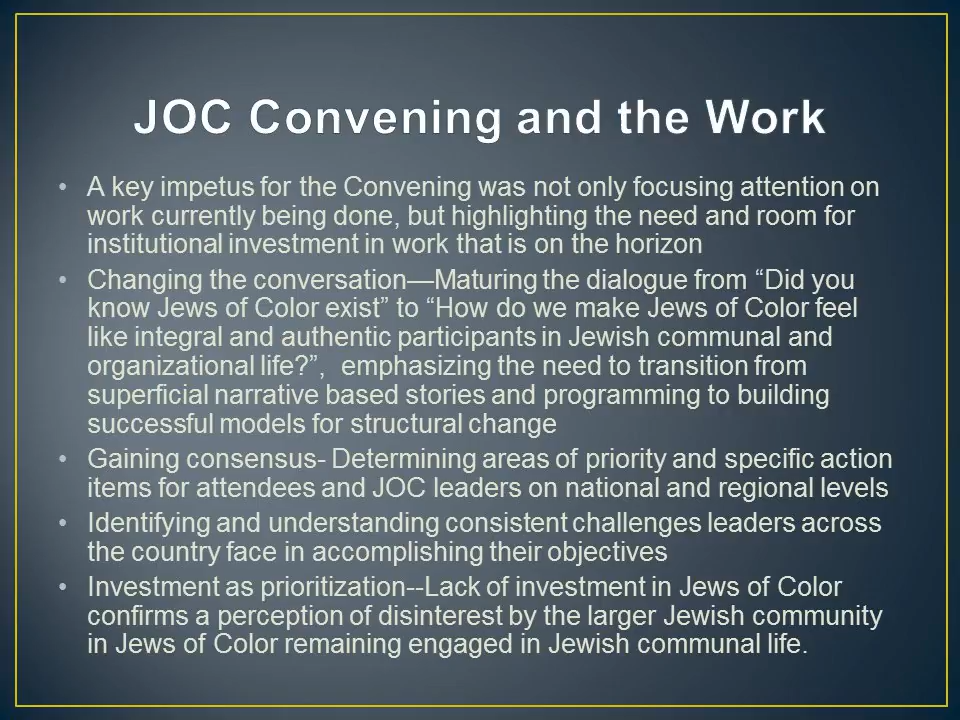 JOC Convening and the Work
• A key impetus for the Convening was not only focusing attention on
work currently being done, but highlighting the need and room for
institutional investment in work that is on the horizon
• Changing the conversation—Maturing the dialogue from “Did you
know Jews of Color exist” to “How do we make Jews of Color feel
like integral and authentic participants in Jewish communal and
organizational life?”,  emphasizing the need to transition from
superficial narrative based stories and programming to building
successful models for structural change
• Gaining consensus- Determining areas of priority and specific action
items for attendees and JOC leaders on national and regional levels
• Identifying and understanding consistent challenges leaders across
the country face in accomplishing their objectives
• Investment as prioritization--Lack of investment in Jews of Color
confirms a perception of disinterest by the larger Jewish community
in Jews of Color remaining engaged in Jewish communal life.